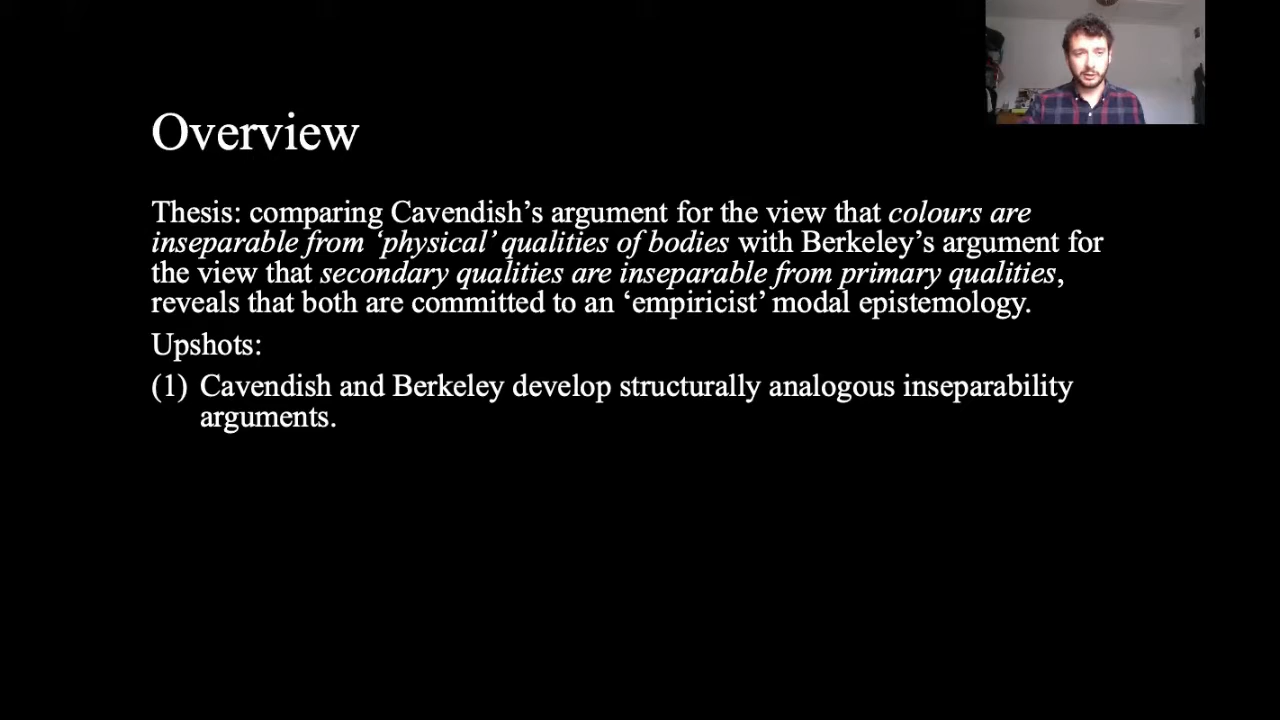 Overview
Thesis: comparing Cavendish’s argument for the view that colours are
inseparable from ‘physical’ qualities of bodies with Berkeley’s argument for
the view that secondary qualities are inseparable from primary qualities,
reveals that both are committed to an ‘empiricist’ modal epistemology.
Upshots:
(1) Cavendish and Berkeley develop structurally analogous inseparability
arguments.